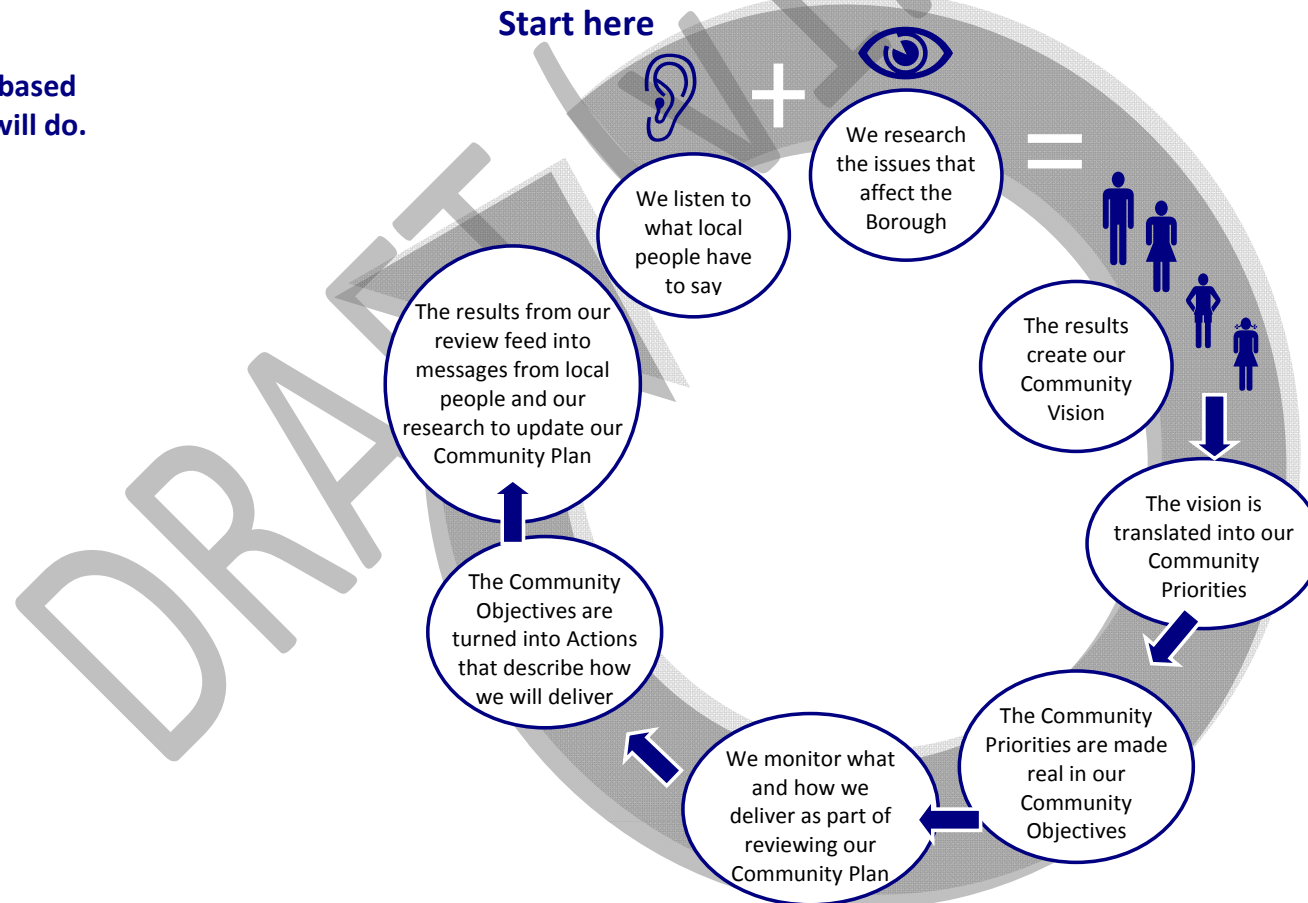 Start here
based
will do.
We listen to
what local
people have
to say
+
We research
the issues that
affect the
Borough
=
The results
create our
Community
Vision
The vision is
translated into our
Community
Priorities
The Community
Priorities are made
real in our
Community
Objectives
We monitor what
and how we
deliver as part of
reviewing our
Community Plan
The Community
Objectives are
turned into Actions
that describe how
we will deliver
The results from our
review feed into
messages from local
people and our
research to update our
Community Plan
DRAFT